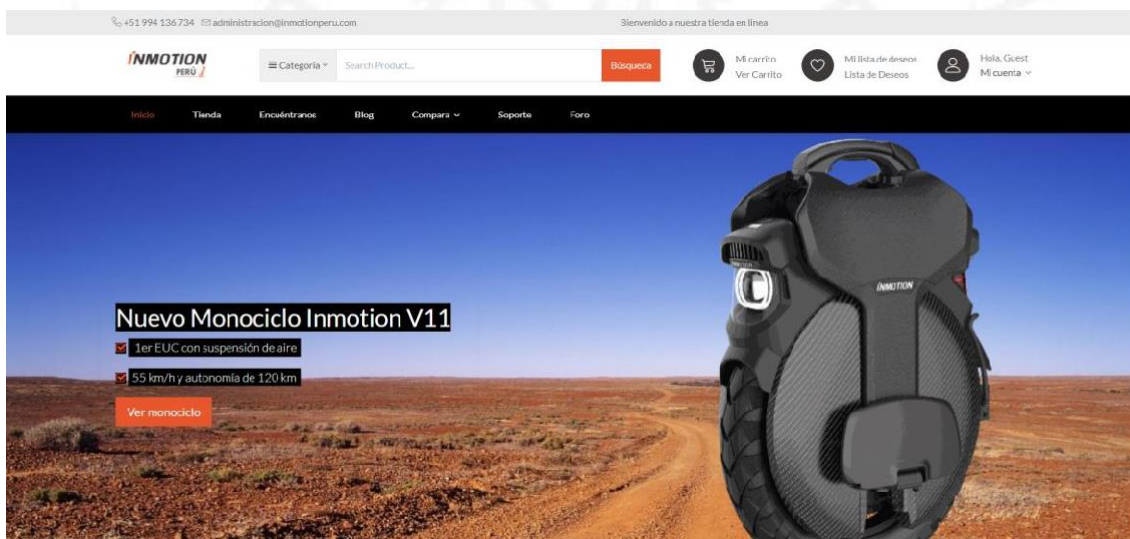 +51 994 136 734 administracion@inmotionperu.com Bienvenido a nuestra tienda en línea
INMOTION
PERÚ
Categoría
Search Product...
Búsqueca
Mi carrito
Ver Carrito
Mi lista de deseos
Lista de Deseos
Hola, Guest
Mi cuenta
Inicio Tienda Encuéntranos Blog Compara Soporte Foro
Nuevo Monociclo Inmotion V11
1er EUC con suspensión de aire
55 km/h y autonomía de 120 km
Ver monociclo
INMOTION